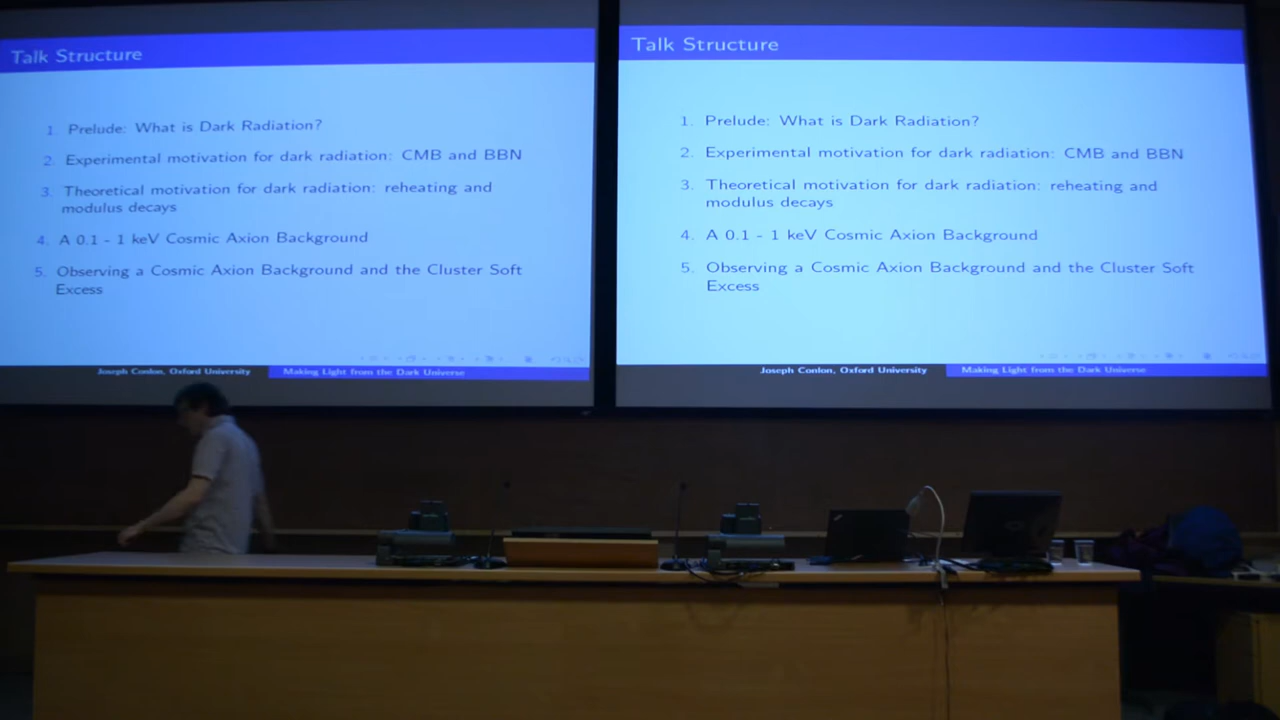 Talk Structure
1. Prelude: What is Dark Radiation?
2. Experimental motivation for dark radiation: CMB and BBN
3. Theoretical motivation for dark radiation: reheating and
modulus decays
4. A 0.1 - 1 keV Cosmic Axion Background
5. Observing a Cosmic Axion Background and the Cluster Soft
Excess
Joseph Conlon, Oxford University
Making Light from the Dark Universe
Talk Structure
1. Prelude: What is Dark Radiation?
2. Experimental motivation for dark radiation: CMB and BBN
3. Theoretical motivation for dark radiation: reheating and
modulus decays
4. A 0.1 - 1 keV Cosmic Axion Background
5. Observing a Cosmic Axion Background and the Cluster Soft
Excess
Joseph Conlon, Oxford University
Making Light from the Dark Universe